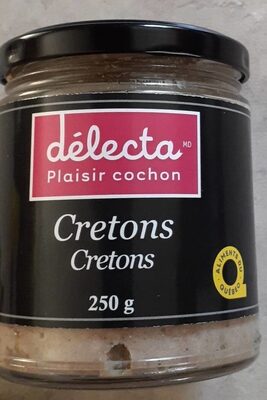 délecta MD
Plaisir cochon
Cretons
Cretons
250 g
ALIMENTS DU QUÉBEC